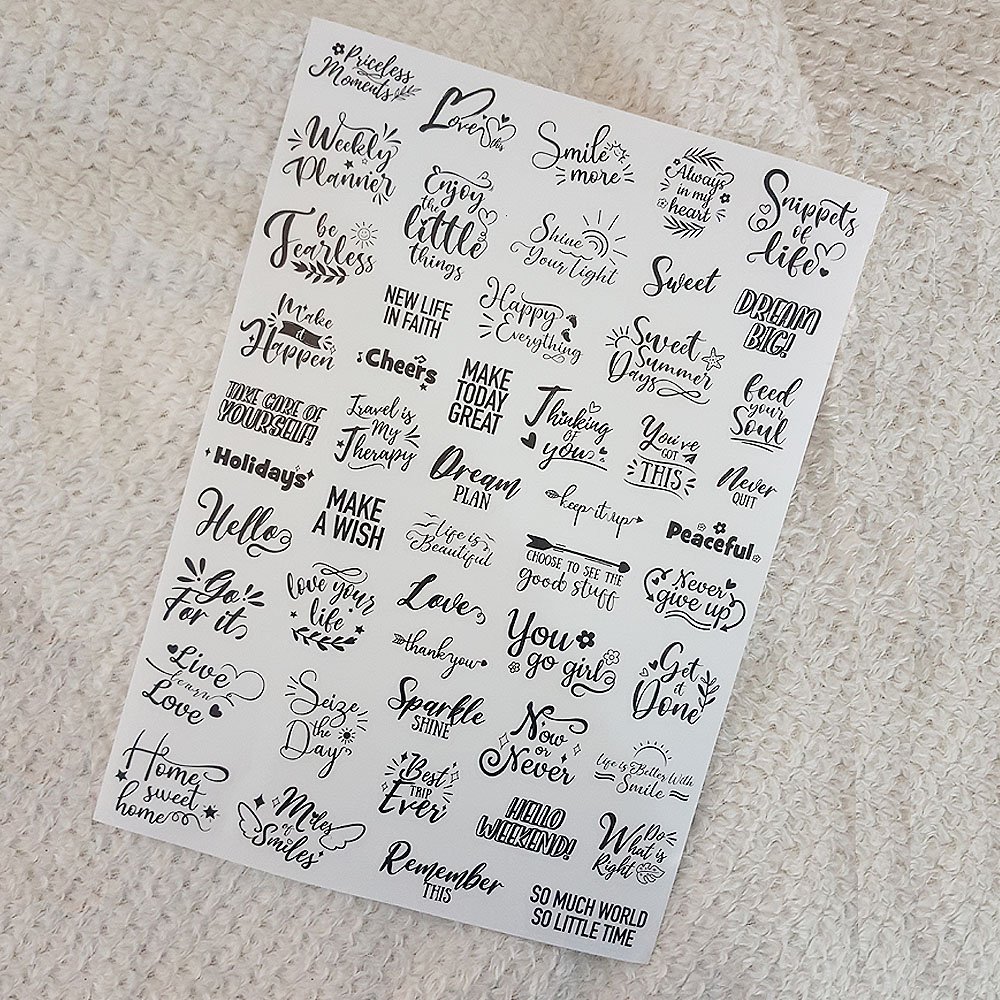 Priceless
Moments
Love
this
Smile
more
Always
in my
heart
Snippets
of
life
Weekly
Planner
Enjoy
the
little
things
Shine
Your light
Sweet
DREAM
BIG!
be
Fearless
NEW LIFE
IN FAITH
Happy
Everything
Sweet
Summer
Days
feed
your
Soul
Make
it
Happen
Cheers
MAKE
TODAY
GREAT
Thinking
OF
you
You've
GOT
THIS
Never
QUIT
TAKE CARE OF
YOURSELF!
Travel is
My
Therapy
Dream
PLAN
keep it up
Peaceful
Holidays
MAKE
A WISH
Life is
Beautiful
CHOOSE TO SEE THE
good stuff
Never
give up
Hello
love your
life
Love
You
go girl
Get
it
Done
Go
For it
thank you
Live
Learn
Love
Seize
the
Day
Sparkle
SHINE
Now
or
Never
Life is Better With
Smile
Home
sweet
home
Miles
of
Smiles
Best
TRIP
Ever
HELLO
WEEKEND!
Do
What is
Right
Remember
THIS
SO MUCH WORLD
SO LITTLE TIME